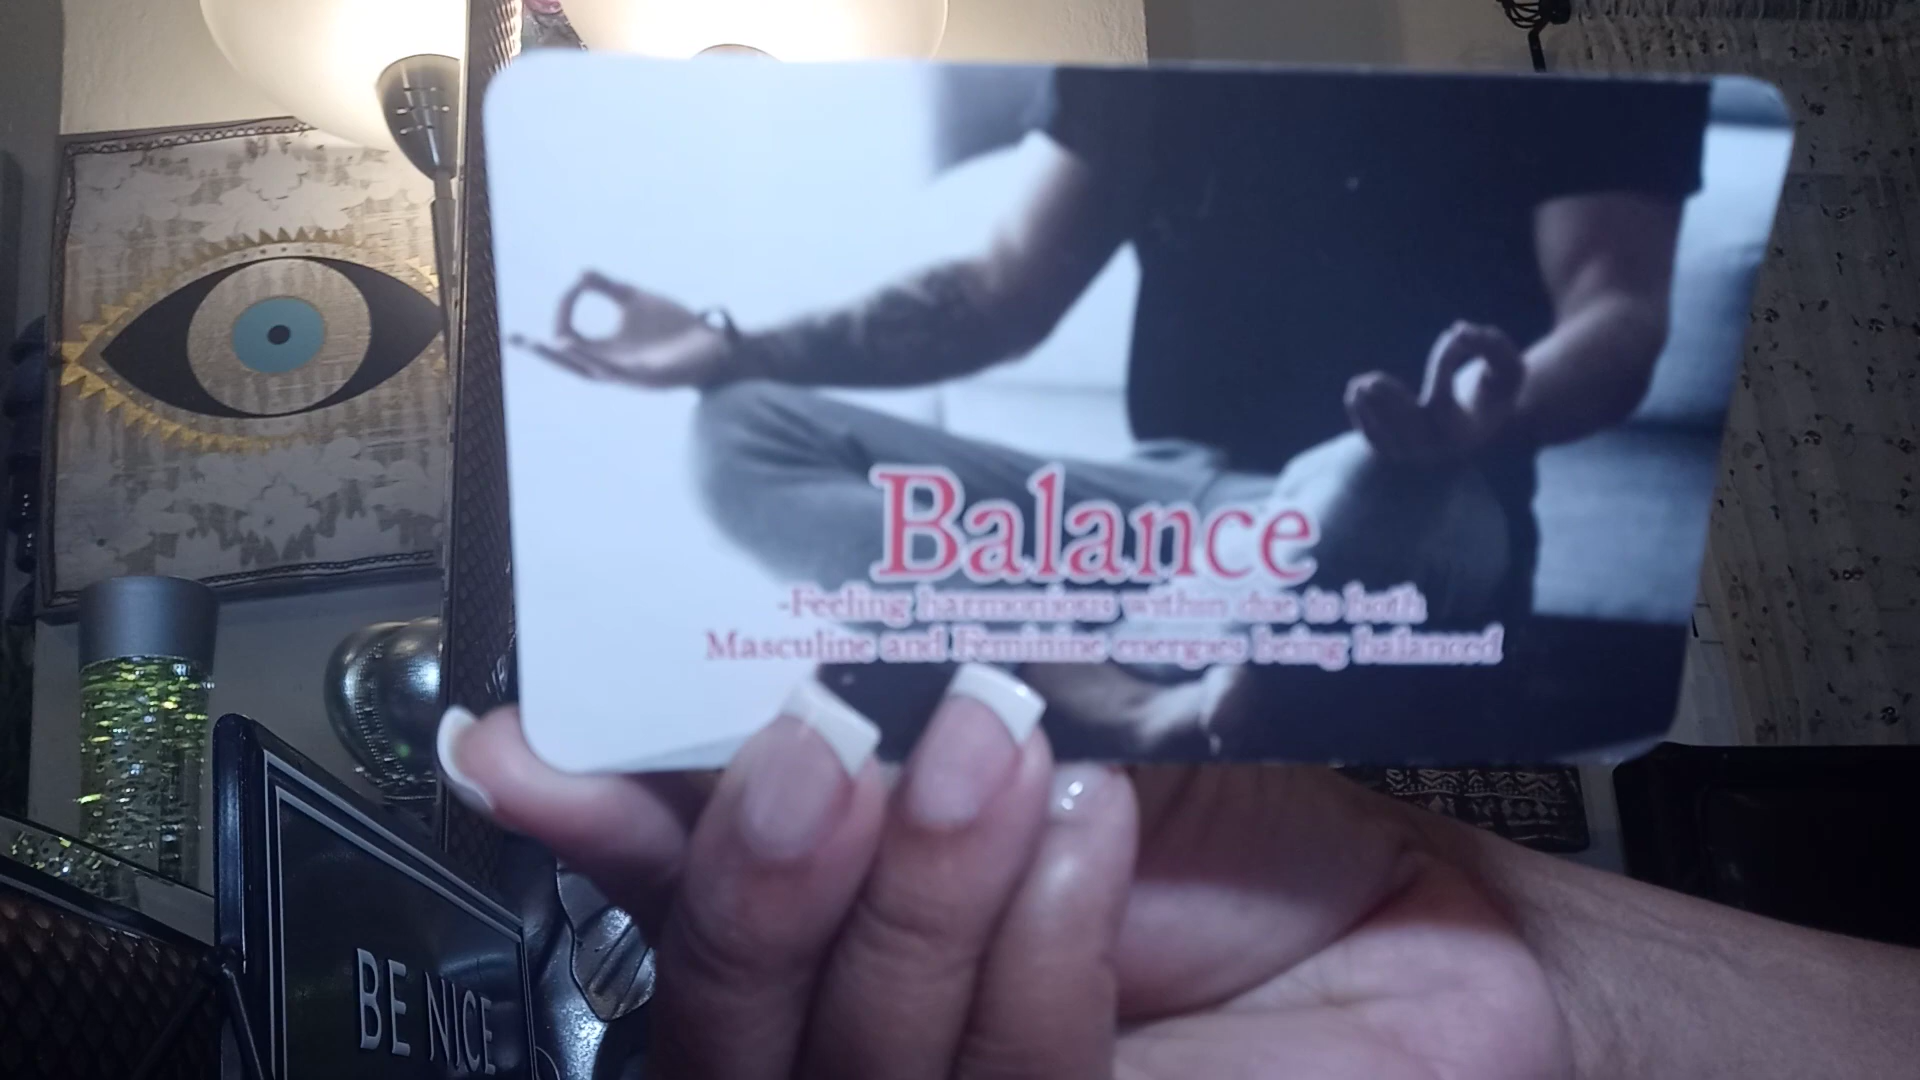 Balance
-Feeling harmonious within due to both
Masculine and Feminine energies being balanced
BE NICE